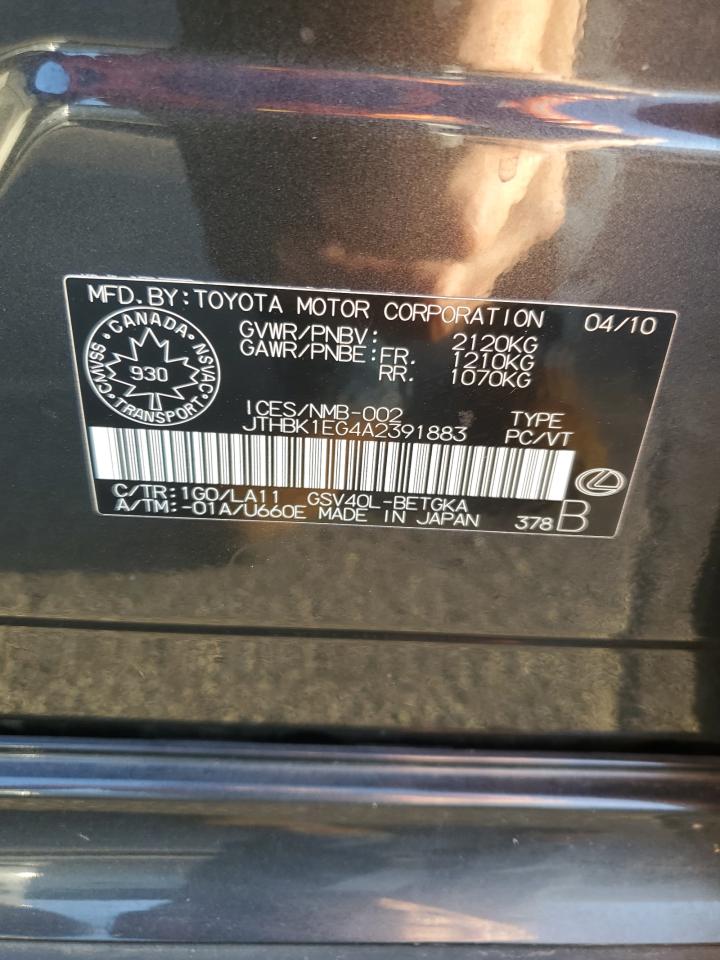 MFD.BY:TOYOTA MOTOR CORPORATION 04/10
GVWR/PNBV: 2120KG
GAWR/PNBE:FR. 1210KG
RR. 1070KG
CANADA
CMVSS NSVAC
930
TRANSPORT
ICES/NMB-002 TYPE
JTHBK1EG4A2391883 PC/VT
C/TR:1G0/LA11 GSV40L-BETGKA
A/TM:-01A/U660E MADE IN JAPAN 378 B